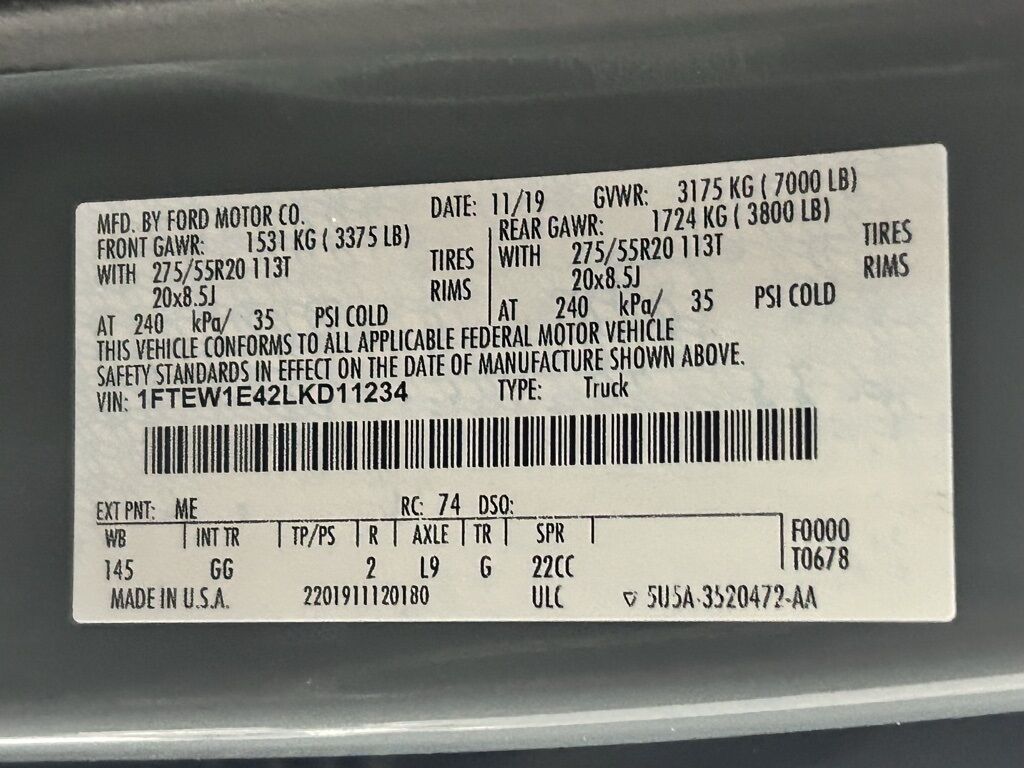 MFD. BY FORD MOTOR CO. DATE: 11/19 GVWR: 3175 KG ( 7000 LB)
FRONT GAWR: 1531 KG ( 3375 LB) REAR GAWR: 1724 KG ( 3800 LB)
WITH 275/55R20 113T TIRES WITH 275/55R20 113T TIRES
20x8.5J RIMS 20x8.5J RIMS
AT 240 kPa/ 35 PSI COLD AT 240 kPa/ 35 PSI COLD
THIS VEHICLE CONFORMS TO ALL APPLICABLE FEDERAL MOTOR VEHICLE
SAFETY STANDARDS IN EFFECT ON THE DATE OF MANUFACTURE SHOWN ABOVE.
VIN: 1FTEW1E42LKD11234 TYPE: Truck
EXT PNT: ME RC: 74 DSO:
WB INT TR TP/PS R AXLE TR SPR F0000
145 GG 2 L9 G 22CC T0678
MADE IN U.S.A. 2201911120180 ULC 5U5A-3520472-AA